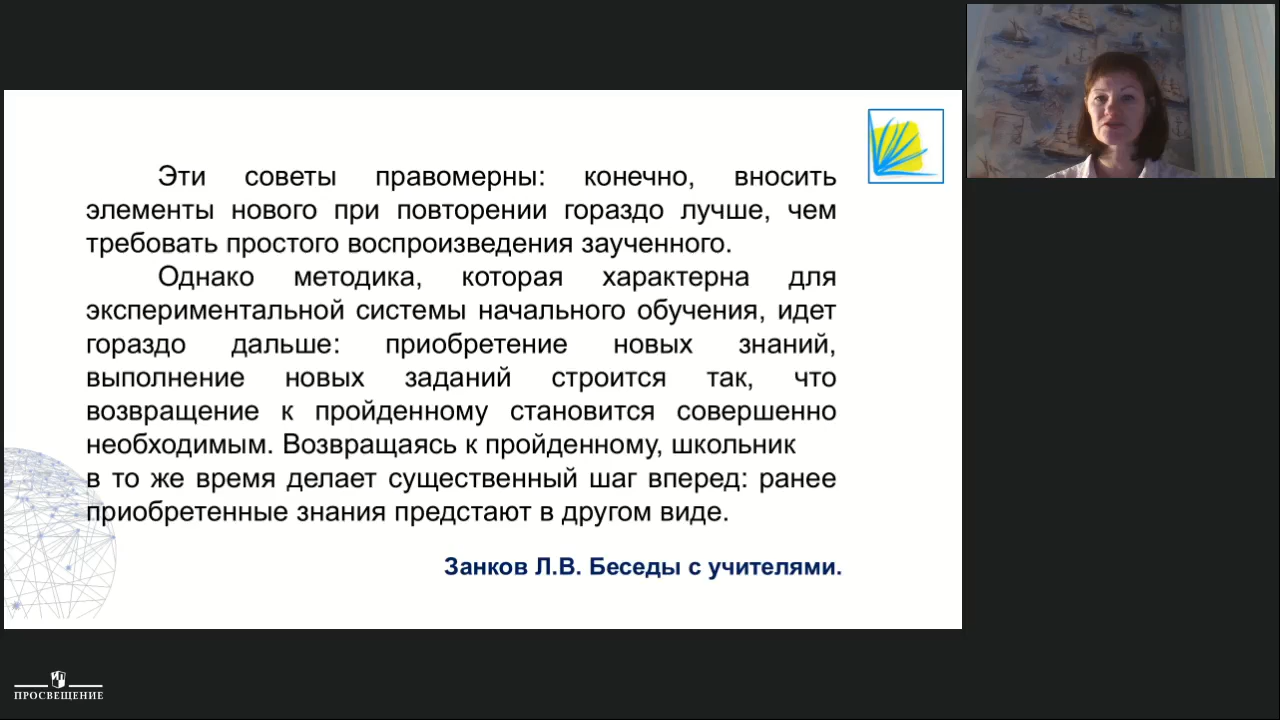 Эти советы правомерны: конечно, вносить
элементы нового при повторении гораздо лучше, чем
требовать простого воспроизведения заученного.
Однако методика, которая характерна для
экспериментальной системы начального обучения, идет
гораздо дальше: приобретение новых знаний,
выполнение новых заданий строится так, что
возвращение к пройденному становится совершенно
необходимым. Возвращаясь к пройденному, школьник
в то же время делает существенный шаг вперед: ранее
приобретенные знания предстают в другом виде.
Занков Л.В. Беседы с учителями.
ПРОСВЕЩЕНИЕ